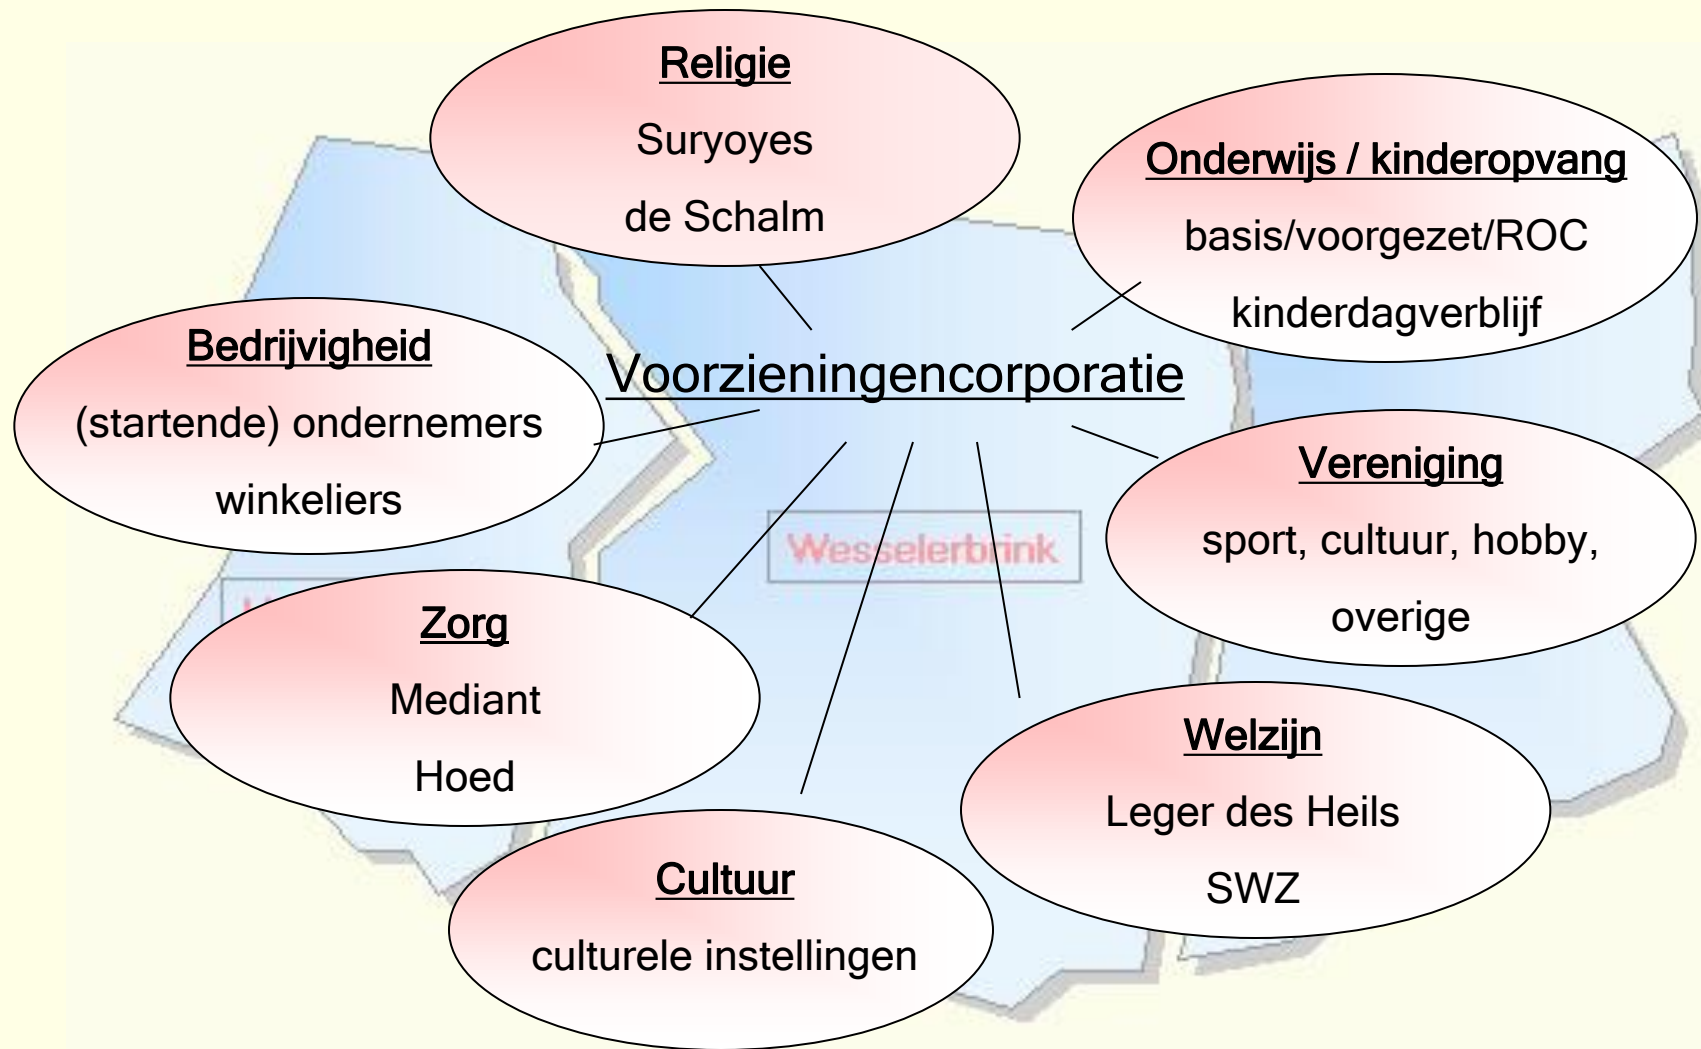 Religie
Suryoyes
de Schalm
Onderwijs / kinderopvang
basis/voorgezet/ROC
kinderdagverblijf
Bedrijvigheid
(startende) ondernemers
winkeliers
Voorzieningencorporatie
Vereniging
sport, cultuur, hobby,
overige
Wesselerbrink
Zorg
Mediant
Hoed
Welzijn
Leger des Heils
SWZ
Cultuur
culturele instellingen